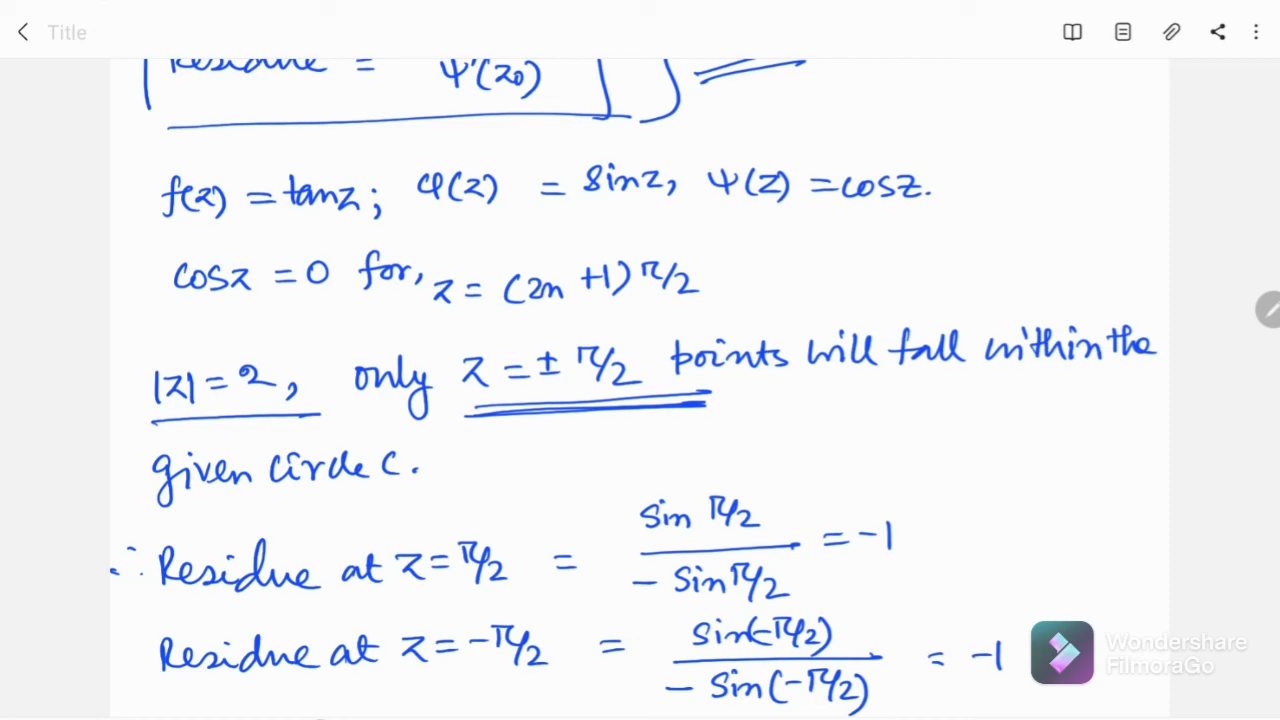 Title
Residue = φ(z0)/ψ'(z0)
f(z) = tanz; φ(z) = sinz, ψ(z) = cosz.
cosz = 0 for, z = (2n+1)π/2
|z| = 2, only z = ± π/2 points will fall within the
given circle C.
∴ Residue at z = π/2 = sin π/2 / - sin π/2 = -1
Residue at z = -π/2 = sin(-π/2) / - sin(-π/2) = -1
Wondershare
FilmoraGo